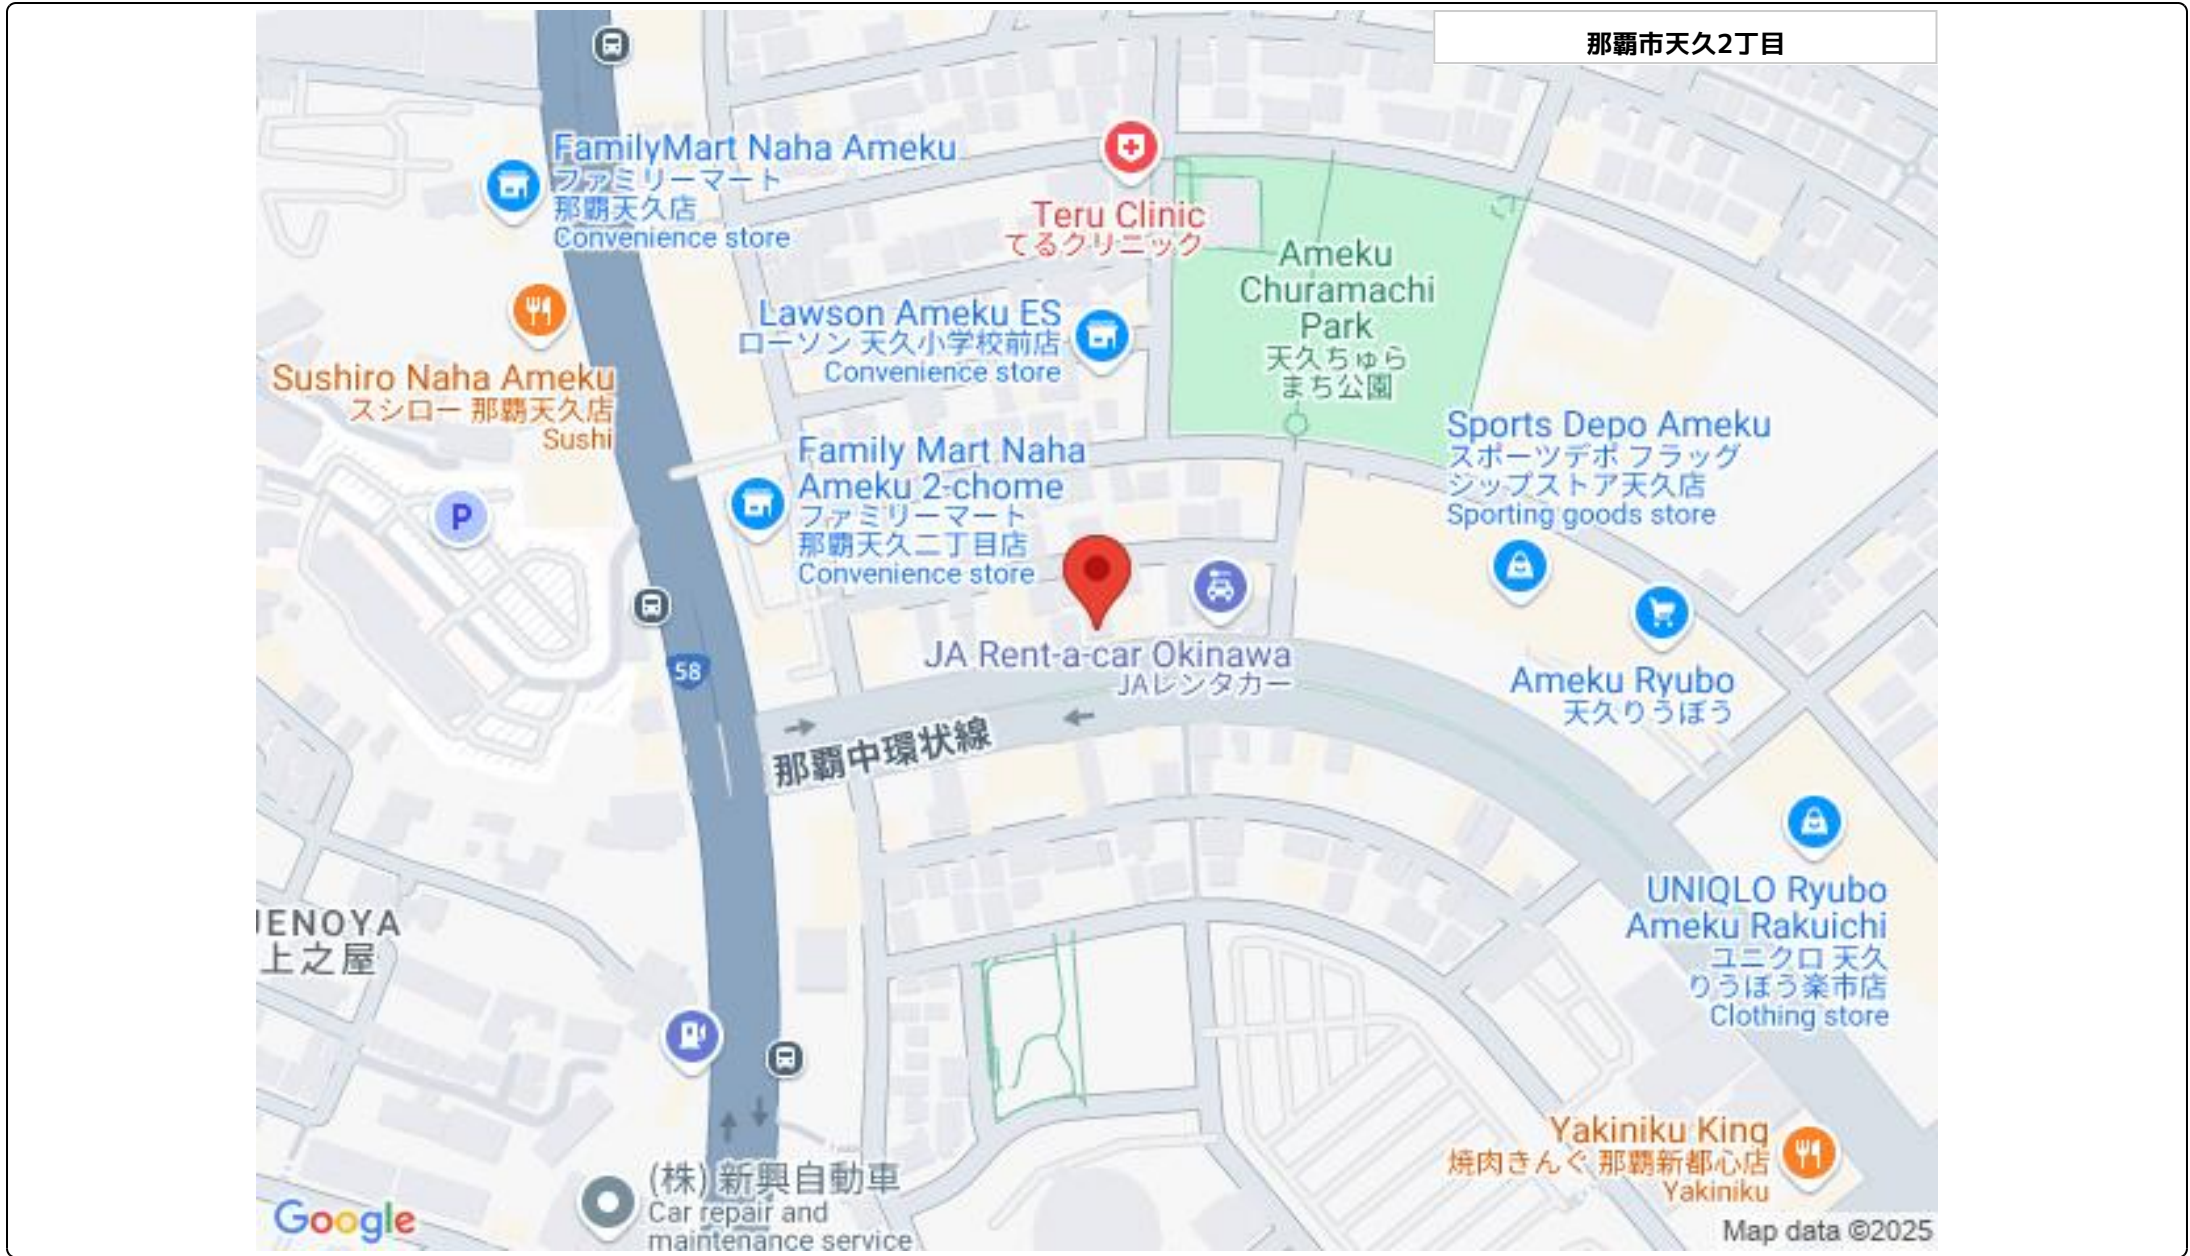 那覇市天久2丁目
FamilyMart Naha Ameku
ファミリーマート
那覇天久店
Convenience store
Teru Clinic
てるクリニック
Ameku
Churamachi
Park
天久ちゅら
まち公園
Lawson Ameku ES
ローソン 天久小学校前店
Convenience store
Sushiro Naha Ameku
スシロー 那覇天久店
Sushi
Sports Depo Ameku
スポーツデポ フラッグ
シップストア天久店
Sporting goods store
Family Mart Naha
Ameku 2-chome
ファミリーマート
那覇天久二丁目店
Convenience store
P
58
JA Rent-a-car Okinawa
JAレンタカー
Ameku Ryubo
天久りうぼう
那覇中環状線
UNIQLO Ryubo
Ameku Rakuichi
ユニクロ 天久
りうぼう楽市店
Clothing store
JENOYA
上之屋
Yakiniku King
焼肉きんぐ 那覇新都心店
Yakiniku
(株) 新興自動車
Car repair and
maintenance service
Google
Map data ©2025